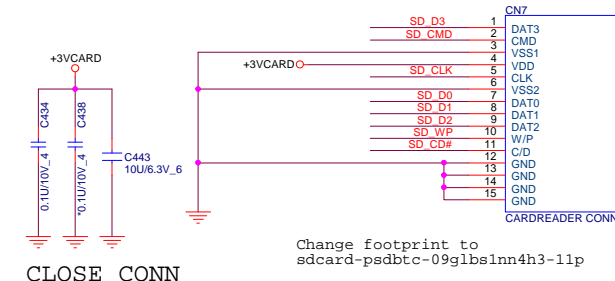 CN7
SD_D3 1 DAT3
SD_CMD 2 CMD
3 VSS1
+3VCARD 4 VDD
SD_CLK 5 CLK
6 VSS2
SD_D0 7 DAT0
SD_D1 8 DAT1
SD_D2 9 DAT2
SD_WP 10 W/P
SD_CD# 11 C/D
12 GND
13 GND
14 GND
15 GND
CARDREADER CONN
+3VCARD
C434
0.1U/10V_4
C438
*0.1U/10V_4
C443
10U/6.3V_6
CLOSE CONN
Change footprint to
sdcard-psdbtc-09glbs1nn4h3-11p